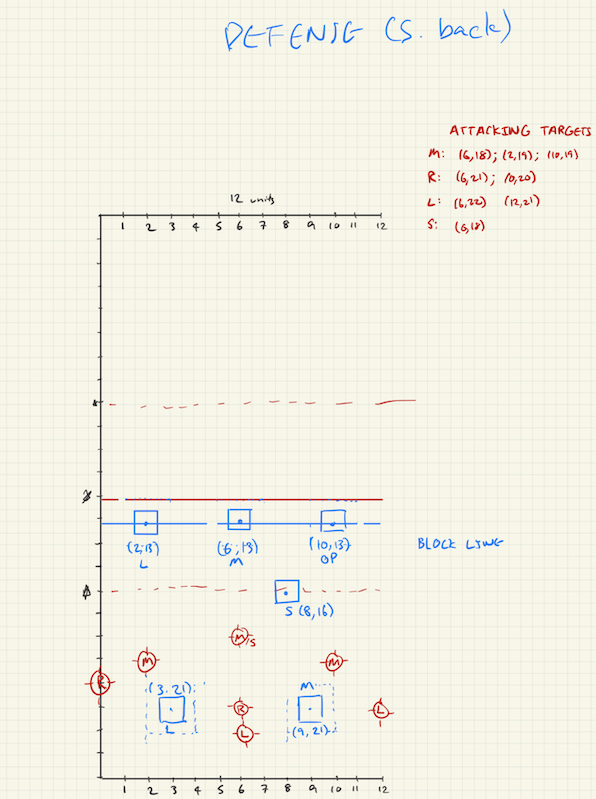 DEFENSE (S. back)
ATTACKING TARGETS
M: (6,18); (2,19); (10,19)
R: (6,21); (0,20)
L: (6,22) (12,21)
S: (6,18)
12 units
1 2 3 4 5 6 7 8 9 10 11 12
(2;13) (6;13) (10,13)
L M OP
BLOCK LINE
S (8,16)
M/S
M M
R
(3.21) M
R L
L L (9,21)
1 2 3 4 5 6 7 8 9 10 11 12